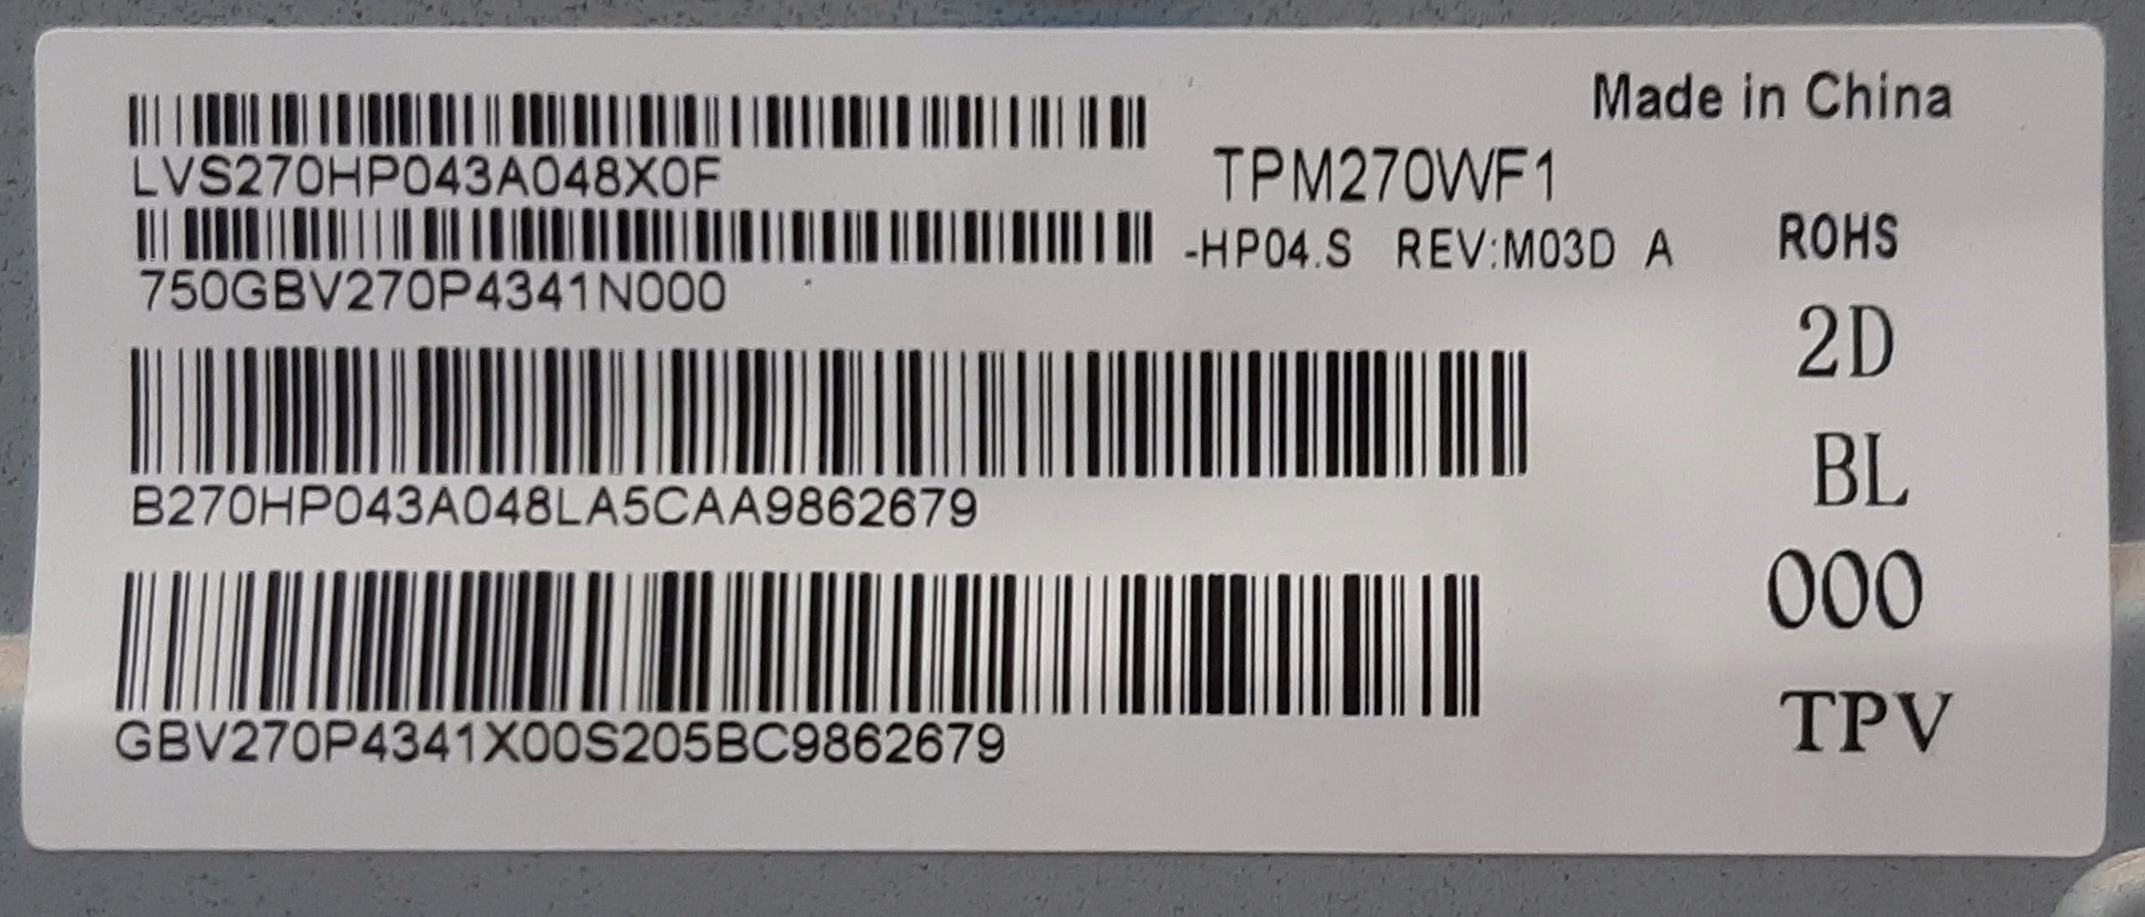 Made in China
LVS270HP043A048X0F
TPM270WF1
-HP04.S REV:M03D A
ROHS
750GBV270P4341N000
2D
BL
B270HP043A048LA5CAA9862679
000
TPV
GBV270P4341X00S205BC9862679